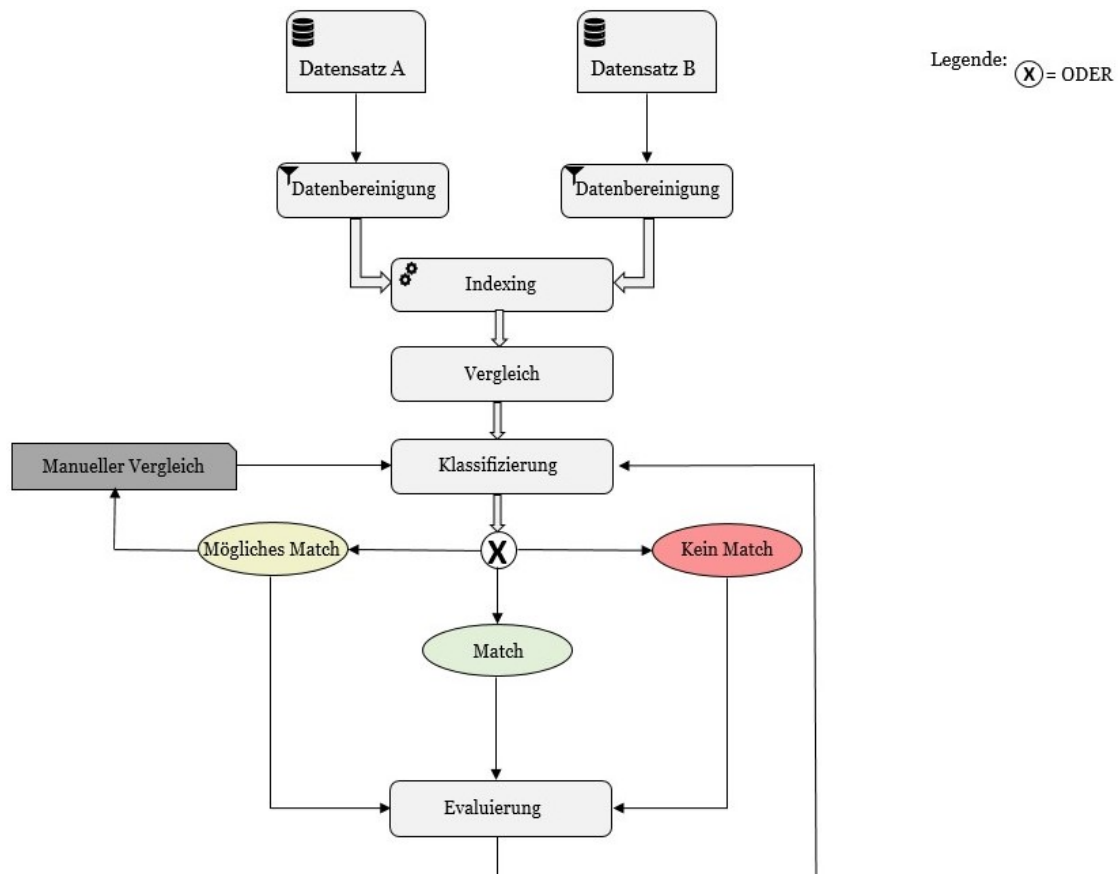 Datensatz A
Datensatz B
Legende:
X = ODER
Datenbereinigung
Datenbereinigung
Indexing
Vergleich
Manueller Vergleich
Klassifizierung
Mögliches Match
X
Kein Match
Match
Evaluierung